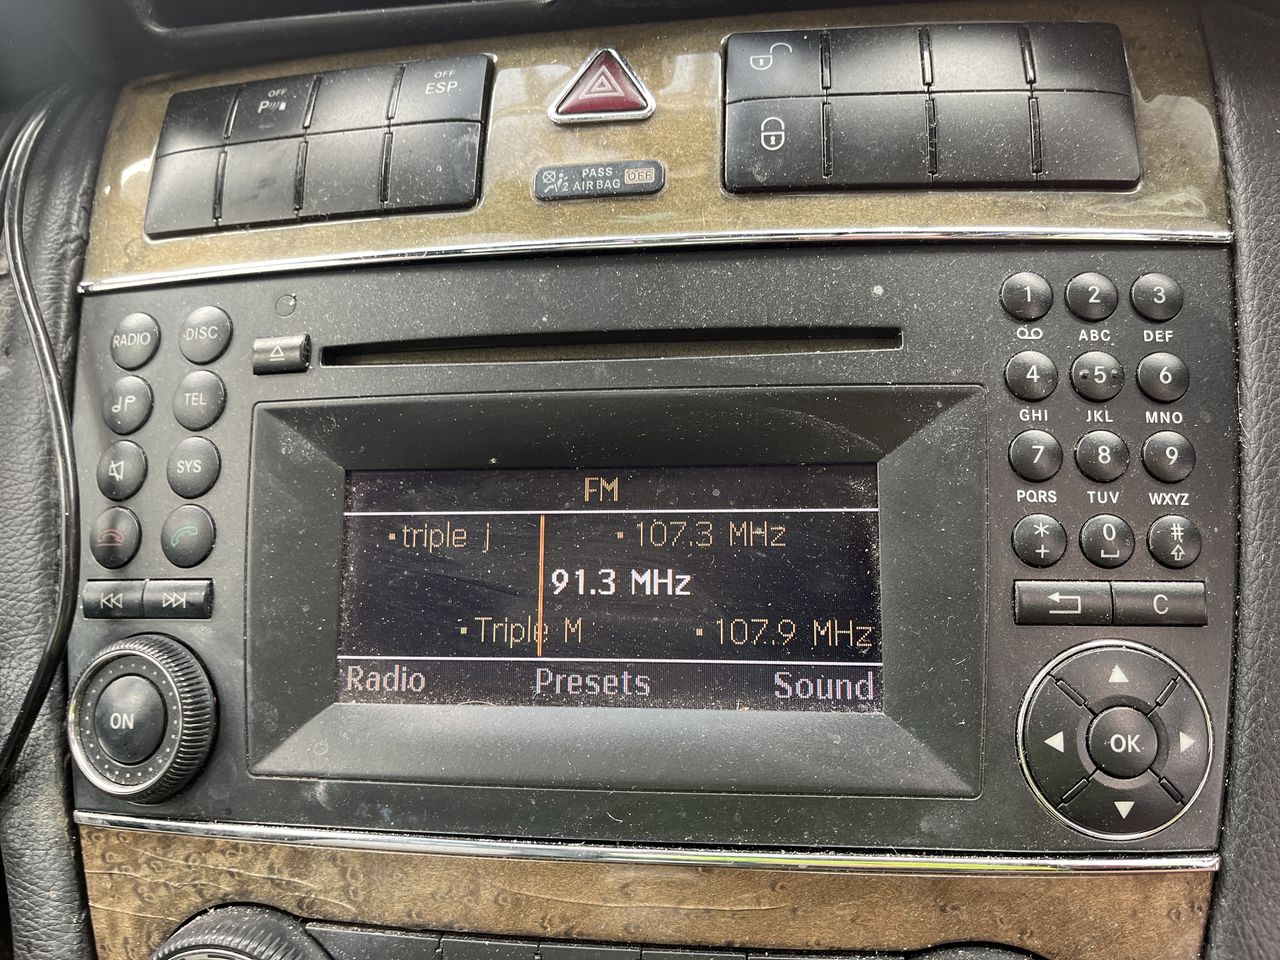 OFF
P
OFF
ESP
PASS
2 AIRBAG OFF
RADIO
DISC
TEL
SYS
ON
FM
triple j
107.3 MHz
91.3 MHz
Triple M
107.9 MHz
Radio
Presets
Sound
1
2
3
ABC
DEF
4
5
6
GHI
JKL
MNO
7
8
9
PQRS
TUV
WXYZ
*
+
0
#
C
OK